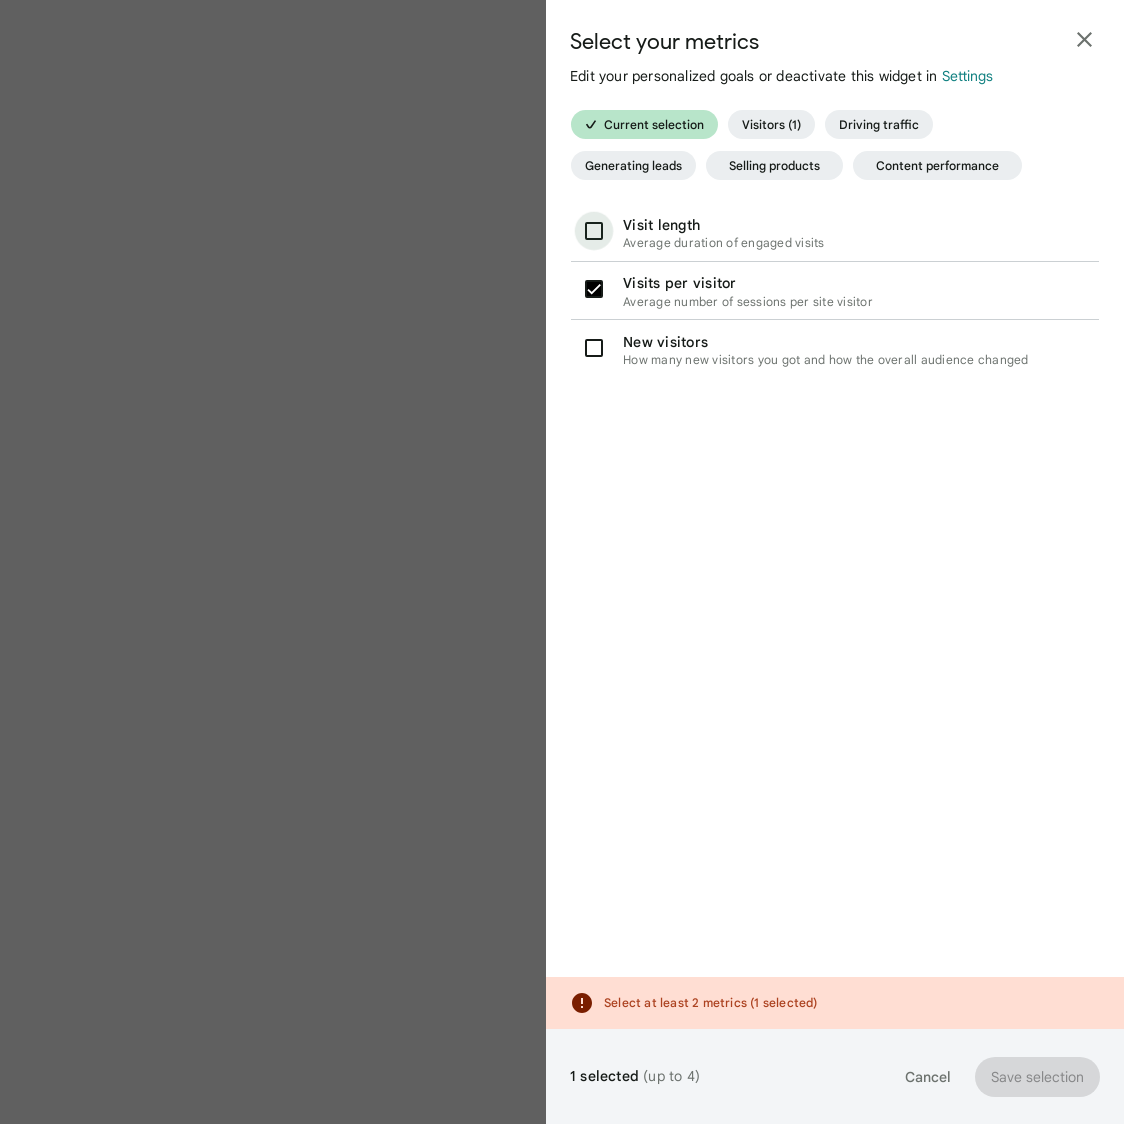 Select your metrics
Edit your personalized goals or deactivate this widget in Settings
Current selection
Visitors (1)
Driving traffic
Generating leads
Selling products
Content performance
Visit length
Average duration of engaged visits
Visits per visitor
Average number of sessions per site visitor
New visitors
How many new visitors you got and how the overall audience changed
Select at least 2 metrics (1 selected)
1 selected (up to 4)
Cancel
Save selection